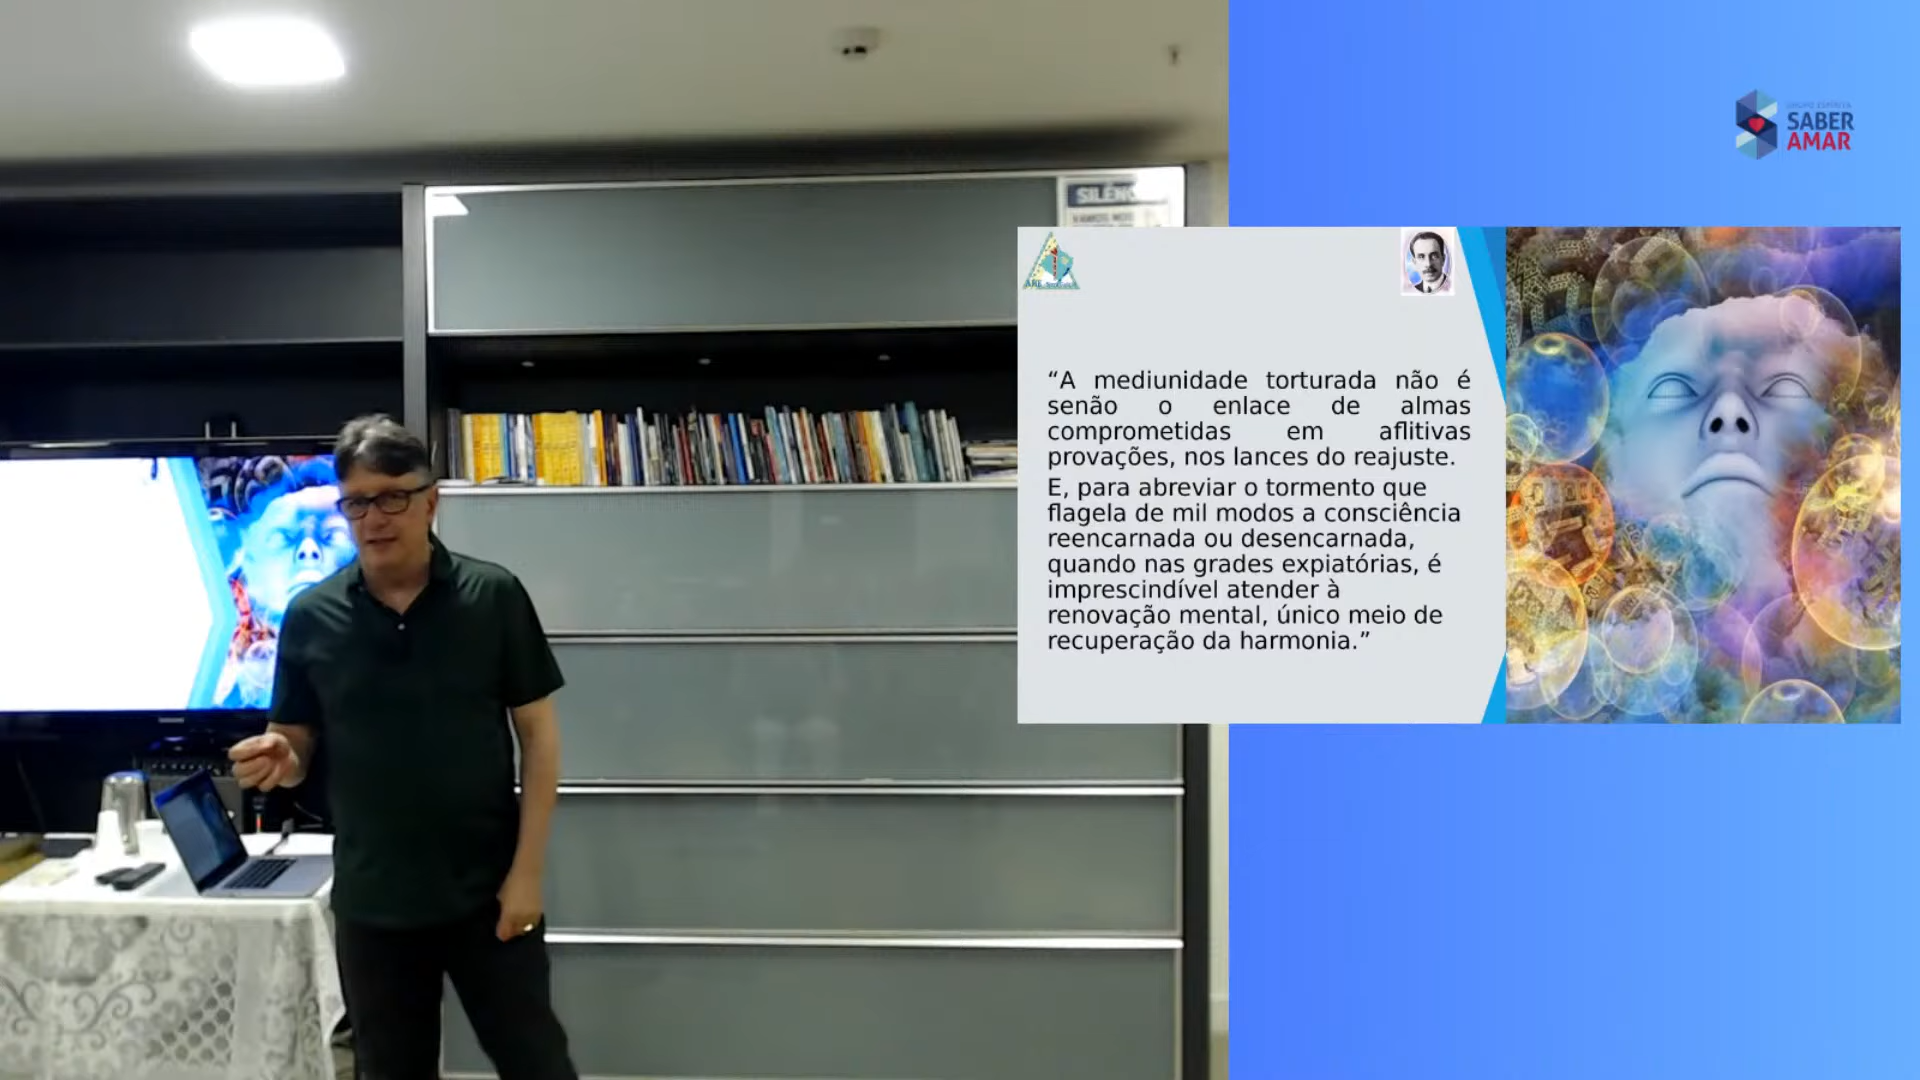 GRUPO ESPÍRITA
SABER
AMAR
“A mediunidade torturada não é
senão o enlace de almas
comprometidas em aflitivas
provações, nos lances do reajuste.
E, para abreviar o tormento que
flagela de mil modos a consciência
reencarnada ou desencarnada,
quando nas grades expiatórias, é
imprescindível atender à
renovação mental, único meio de
recuperação da harmonia.”